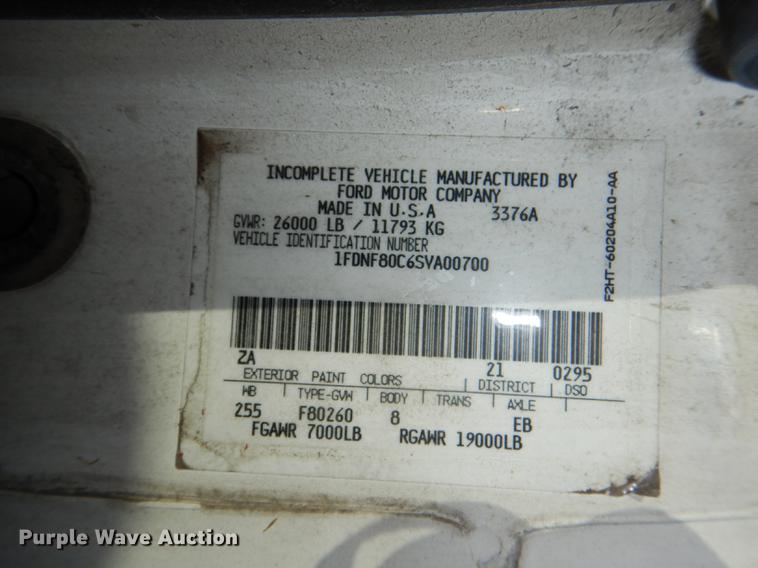 INCOMPLETE VEHICLE MANUFACTURED BY
FORD MOTOR COMPANY
MADE IN U.S.A 3376A
GVWR: 26000 LB / 11793 KG
VEHICLE IDENTIFICATION NUMBER
1FDNF80C6SVA00700
F2HT-60204A10-AA
ZA 21 0295
EXTERIOR PAINT COLORS DISTRICT DSO
WB TYPE-GVW BODY TRANS AXLE
255 F80260 8 EB
FGAWR 7000LB RGAWR 19000LB
Purple Wave Auction